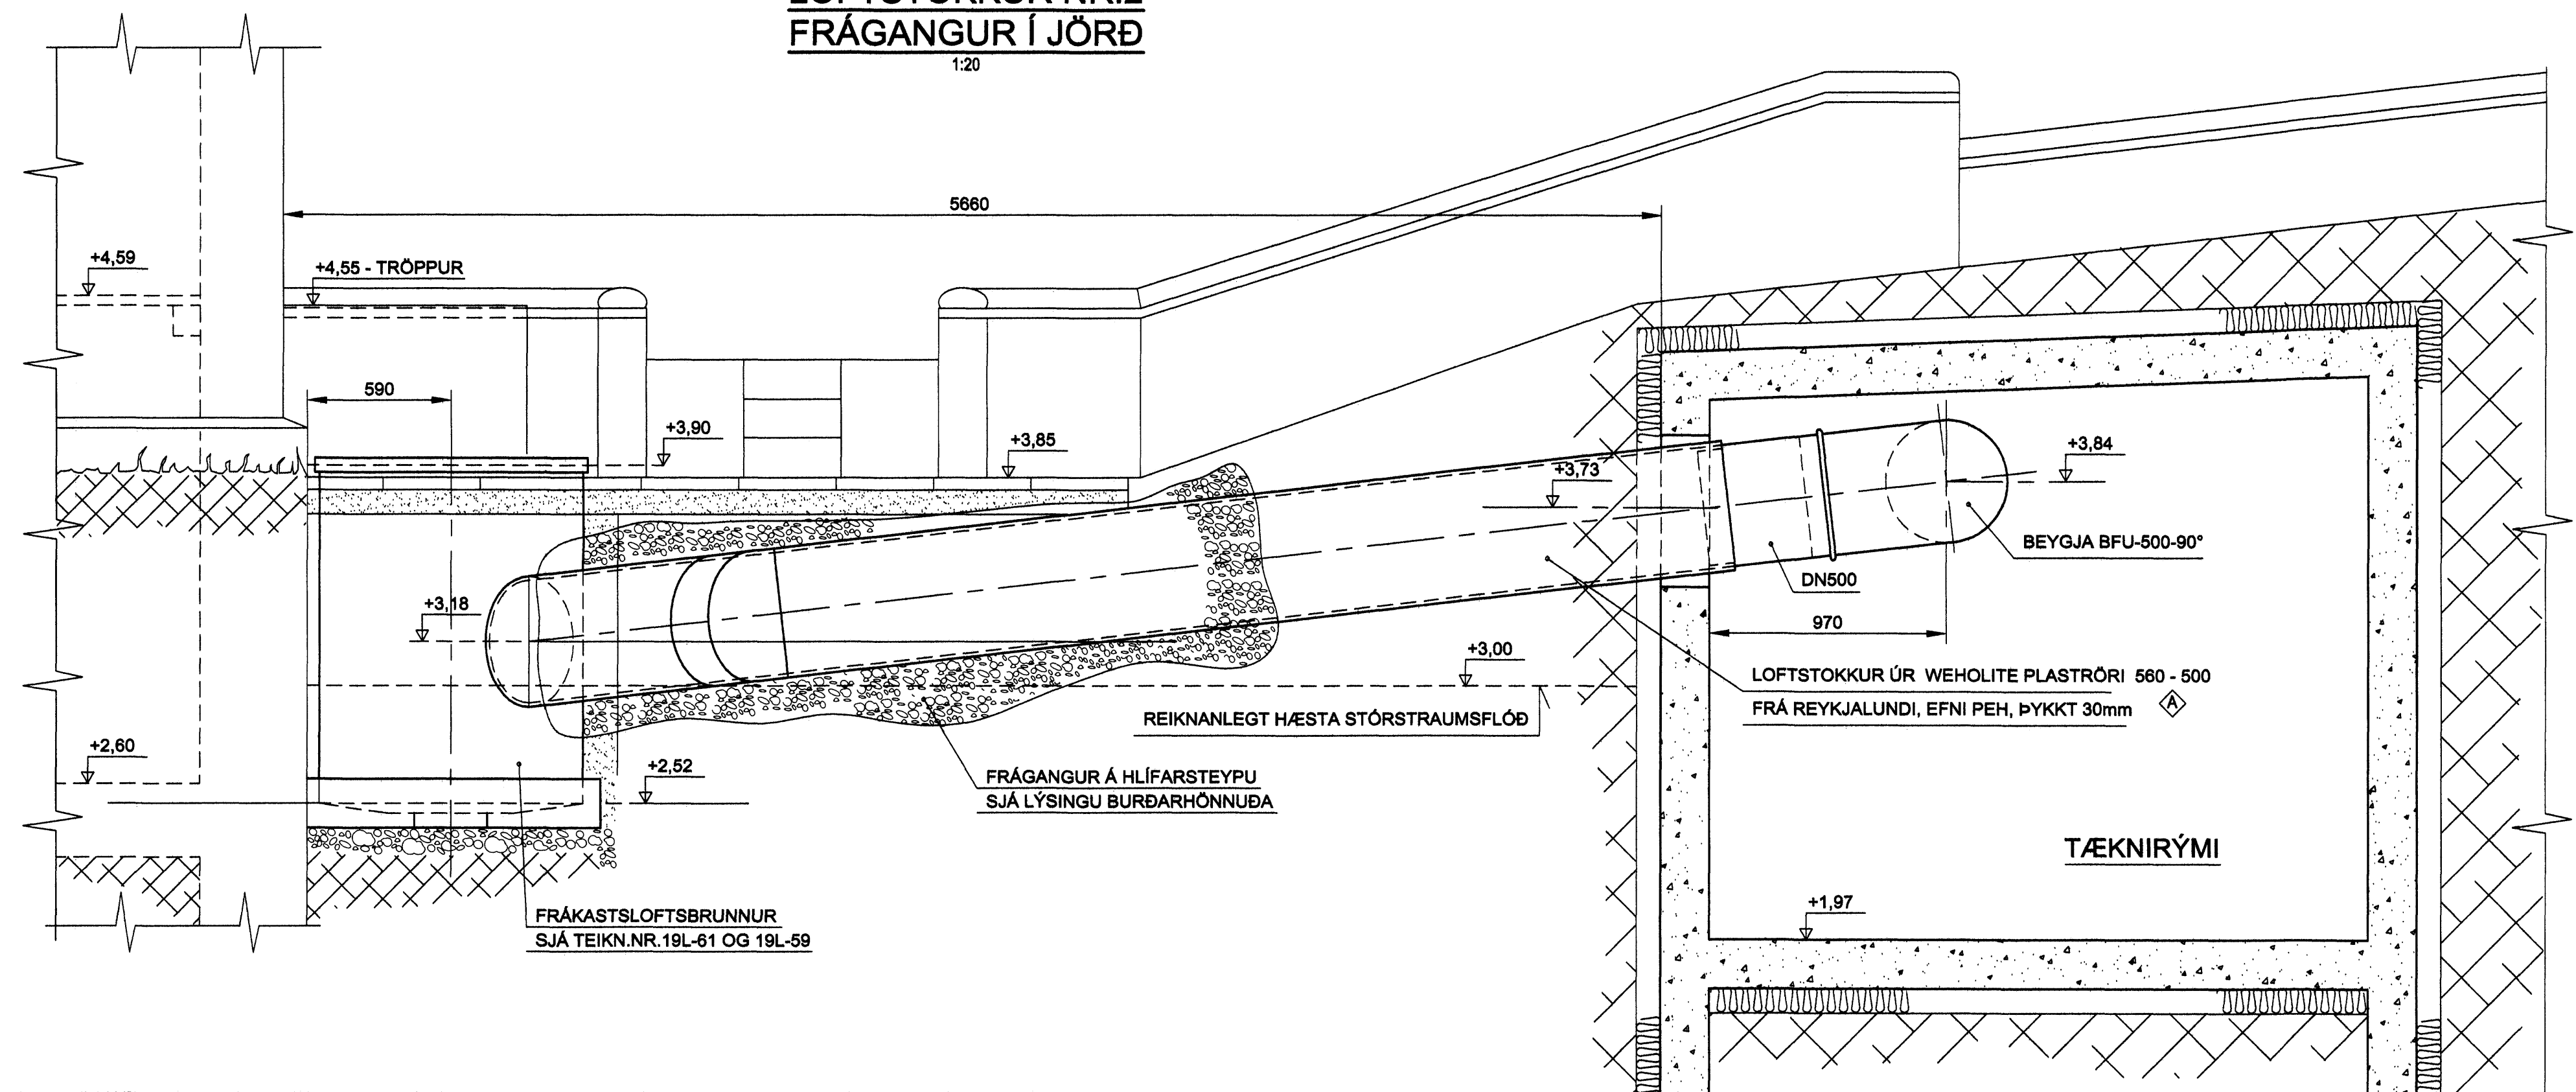 LOFTSTOKKUR NR.2
FRÁGANGUR Í JÖRÐ
1:20
5660
+4,59
+4,55 - TRÖPPUR
590
+3,90
+3,85
+3,84
+3,73
BEYGJA BFU-500-90°
DN500
+3,18
970
+3,00
LOFTSTOKKUR ÚR WEHOLITE PLASTRÖRI 560 - 500
FRÁ REYKJALUNDI, EFNI PEH, ÞYKKT 30mm
A
REIKNANLEGT HÆSTA STÓRSTRAUMSFLÓÐ
+2,60
+2,52
FRÁGANGUR Á HLÍFARSTEYPU
SJÁ LÝSINGU BURÐARHÖNNUÐA
TÆKNIRÝMI
+1,97
FRÁKASTSLOFTSBRUNNUR
SJÁ TEIKN.NR.19L-61 OG 19L-59